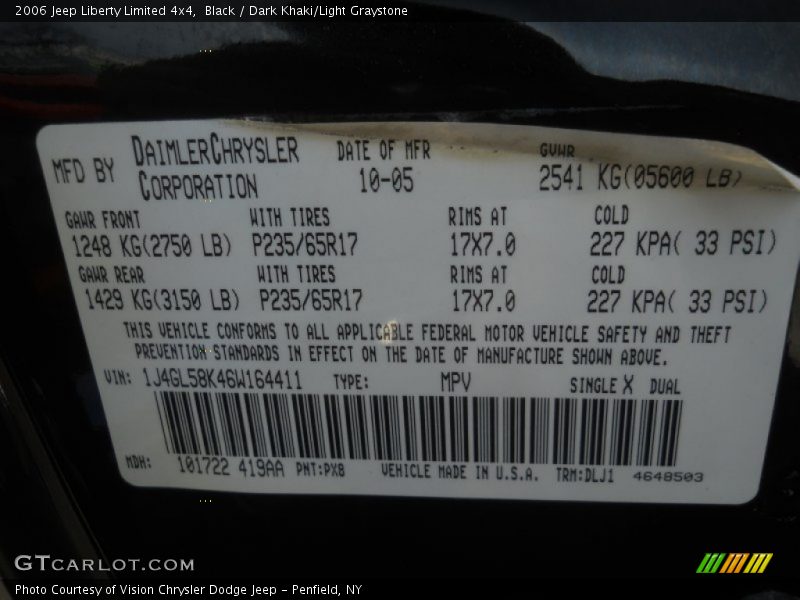 2006 Jeep Liberty Limited 4x4, Black / Dark Khaki/Light Graystone
MFD BY DAIMLERCHRYSLER CORPORATION DATE OF MFR 10-05 GVWR 2541 KG(05600 LB)
GAWR FRONT WITH TIRES RIMS AT COLD
1248 KG(2750 LB) P235/65R17 17X7.0 227 KPA( 33 PSI)
GAWR REAR WITH TIRES RIMS AT COLD
1429 KG(3150 LB) P235/65R17 17X7.0 227 KPA( 33 PSI)
THIS VEHICLE CONFORMS TO ALL APPLICABLE FEDERAL MOTOR VEHICLE SAFETY AND THEFT
PREVENTION STANDARDS IN EFFECT ON THE DATE OF MANUFACTURE SHOWN ABOVE.
VIN: 1J4GL58K46W164411 TYPE: MPV SINGLE X DUAL
MDH: 101722 419AA PNT:PX8 VEHICLE MADE IN U.S.A. TRM:DLJ1 4648503
GTCARLOT.COM
Photo Courtesy of Vision Chrysler Dodge Jeep - Penfield, NY